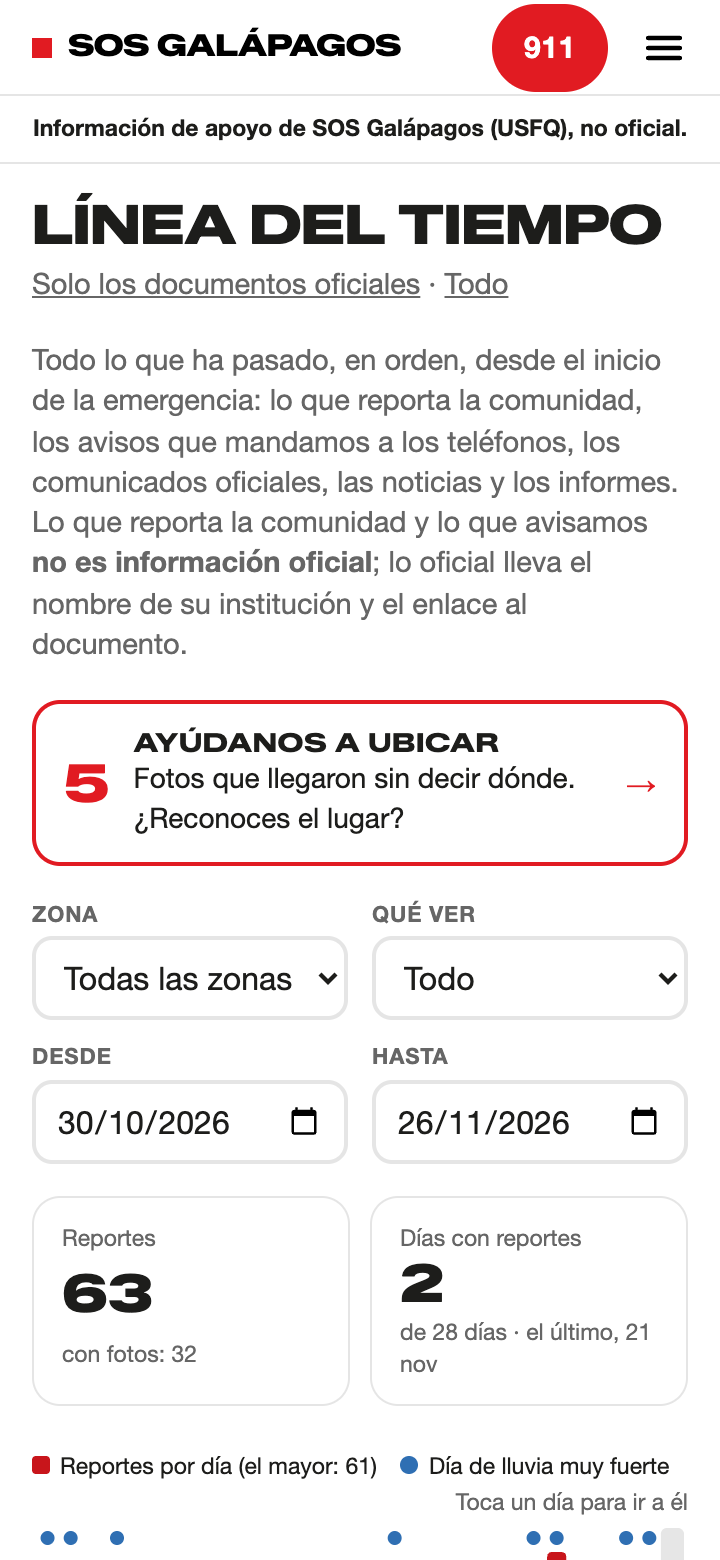 SOS GALÁPAGOS
911
Información de apoyo de SOS Galápagos (USFQ), no oficial.
LÍNEA DEL TIEMPO
Solo los documentos oficiales · Todo
Todo lo que ha pasado, en orden, desde el inicio
de la emergencia: lo que reporta la comunidad,
los avisos que mandamos a los teléfonos, los
comunicados oficiales, las noticias y los informes.
Lo que reporta la comunidad y lo que avisamos
no es información oficial; lo oficial lleva el
nombre de su institución y el enlace al
documento.
5
AYÚDANOS A UBICAR
Fotos que llegaron sin decir dónde.
¿Reconoces el lugar?
→
ZONA
Todas las zonas
QUÉ VER
Todo
DESDE
30/10/2026
HASTA
26/11/2026
Reportes
63
con fotos: 32
Días con reportes
2
de 28 días · el último, 21
nov
Reportes por día (el mayor: 61)
Día de lluvia muy fuerte
Toca un día para ir a él